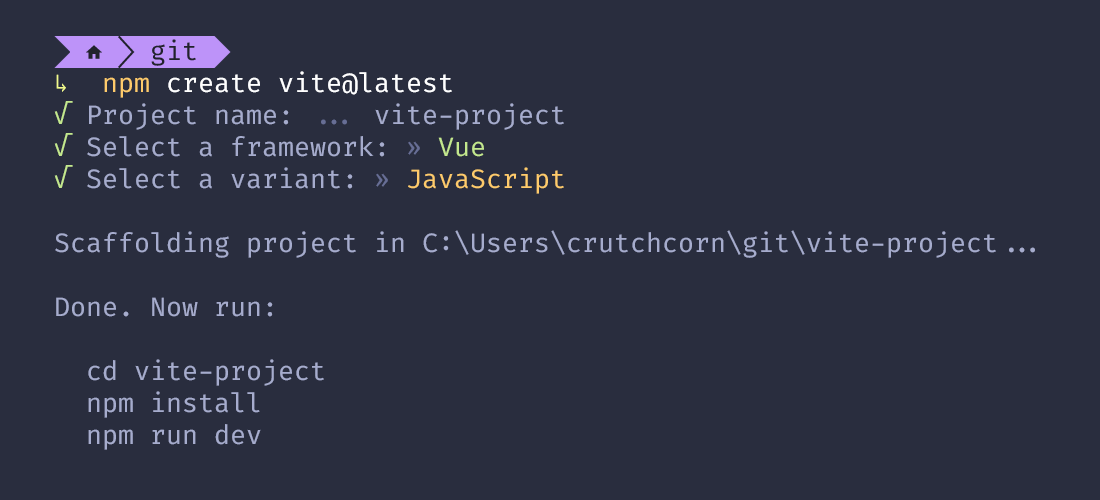 git
↳ npm create vite@latest
√ Project name: ... vite-project
√ Select a framework: » Vue
√ Select a variant: » JavaScript
Scaffolding project in C:\Users\crutchcorn\git\vite-project...
Done. Now run:
cd vite-project
npm install
npm run dev